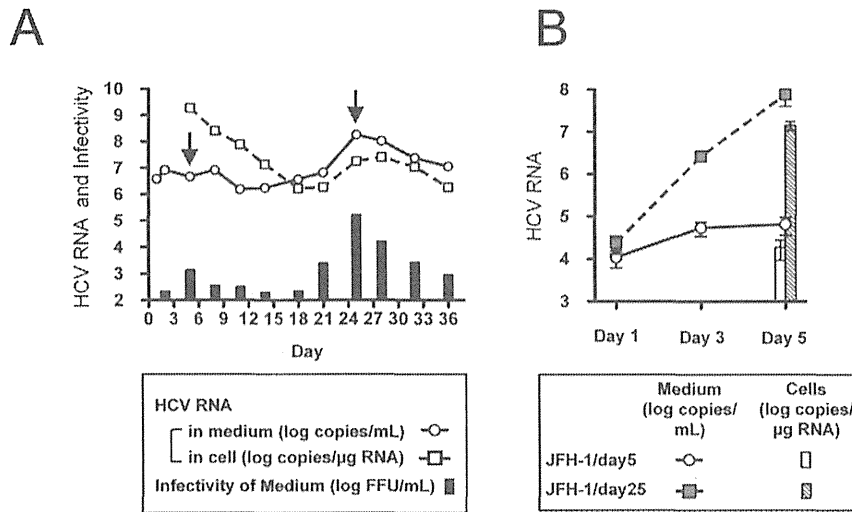 A
HCV RNA and Infectivity
10
9
8
7
6
5
4
3
2
0 3 6 9 12 15 18 21 24 27 30 33 36
Day
HCV RNA
in medium (log copies/mL)
in cell (log copies/µg RNA)
Infectivity of Medium (log FFU/mL)
B
HCV RNA
8
7
6
5
4
3
Day 1 Day 3 Day 5
Medium Cells
(log copies/ (log copies/
mL) µg RNA)
JFH-1/day5
JFH-1/day25